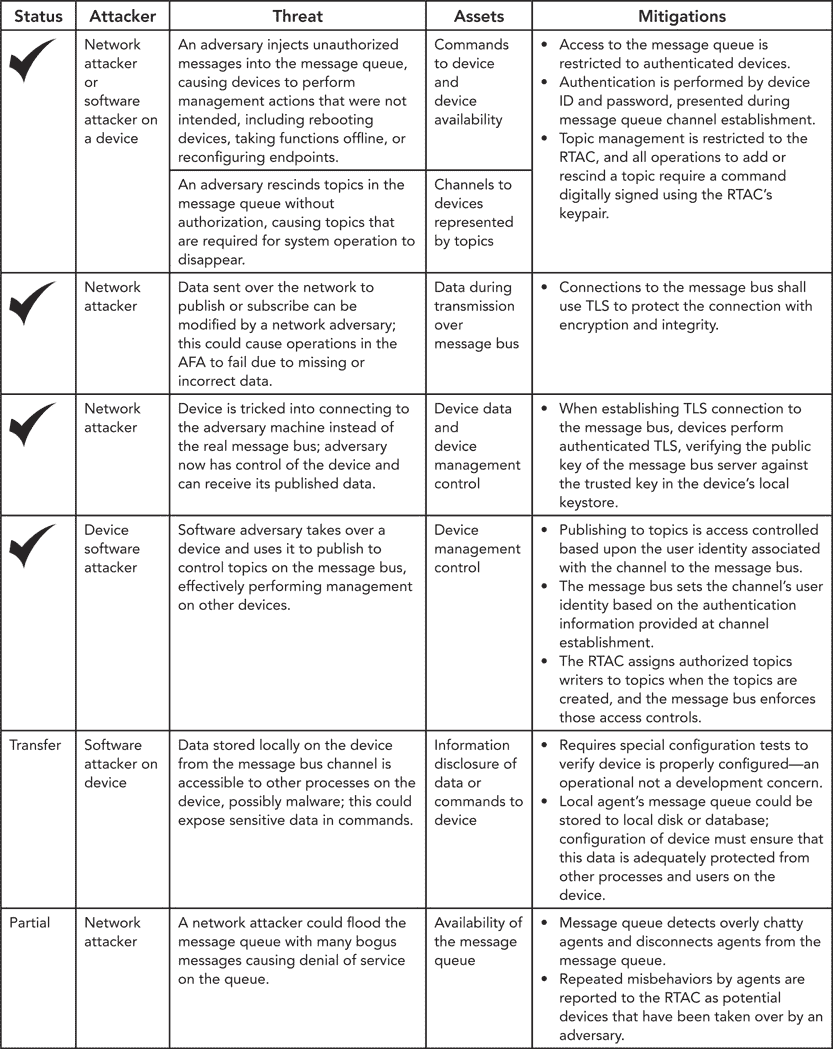 Status
Attacker
Threat
Assets
Mitigations
Network
attacker
or
software
attacker on
a device
An adversary injects unauthorized
messages into the message queue,
causing devices to perform
management actions that were not
intended, including rebooting
devices, taking functions offline, or
reconfiguring endpoints.
Commands
to device
and
device
availability
• Access to the message queue is
restricted to authenticated devices.
• Authentication is performed by device
ID and password, presented during
message queue channel establishment.
• Topic management is restricted to the
RTAC, and all operations to add or
rescind a topic require a command
digitally signed using the RTAC's
keypair.
An adversary rescinds topics in the
message queue without
authorization, causing topics that
are required for system operation to
disappear.
Channels to
devices
represented
by topics
Network
attacker
Data sent over the network to
publish or subscribe can be
modified by a network adversary;
this could cause operations in the
AFA to fail due to missing or
incorrect data.
Data during
transmission
over
message bus
• Connections to the message bus shall
use TLS to protect the connection with
encryption and integrity.
Network
attacker
Device is tricked into connecting to
the adversary machine instead of
the real message bus; adversary
now has control of the device and
can receive its published data.
Device data
and
device
management
control
• When establishing TLS connection to
the message bus, devices perform
authenticated TLS, verifying the public
key of the message bus server against
the trusted key in the device's local
keystore.
Device
software
attacker
Software adversary takes over a
device and uses it to publish to
control topics on the message bus,
effectively performing management
on other devices.
Device
management
control
• Publishing to topics is access controlled
based upon the user identity associated
with the channel to the message bus.
• The message bus sets the channel's user
identity based on the authentication
information provided at channel
establishment.
• The RTAC assigns authorized topics
writers to topics when the topics are
created, and the message bus enforces
those access controls.
Transfer
Software
attacker on
device
Data stored locally on the device
from the message bus channel is
accessible to other processes on the
device, possibly malware; this could
expose sensitive data in commands.
Information
disclosure of
data or
commands to
device
• Requires special configuration tests to
verify device is properly configured—an
operational not a development concern.
• Local agent's message queue could be
stored to local disk or database;
configuration of device must ensure that
this data is adequately protected from
other processes and users on the
device.
Partial
Network
attacker
A network attacker could flood the
message queue with many bogus
messages causing denial of service
on the queue.
Availability of
the message
queue
• Message queue detects overly chatty
agents and disconnects agents from the
message queue.
• Repeated misbehaviors by agents are
reported to the RTAC as potential
devices that have been taken over by an
adversary.